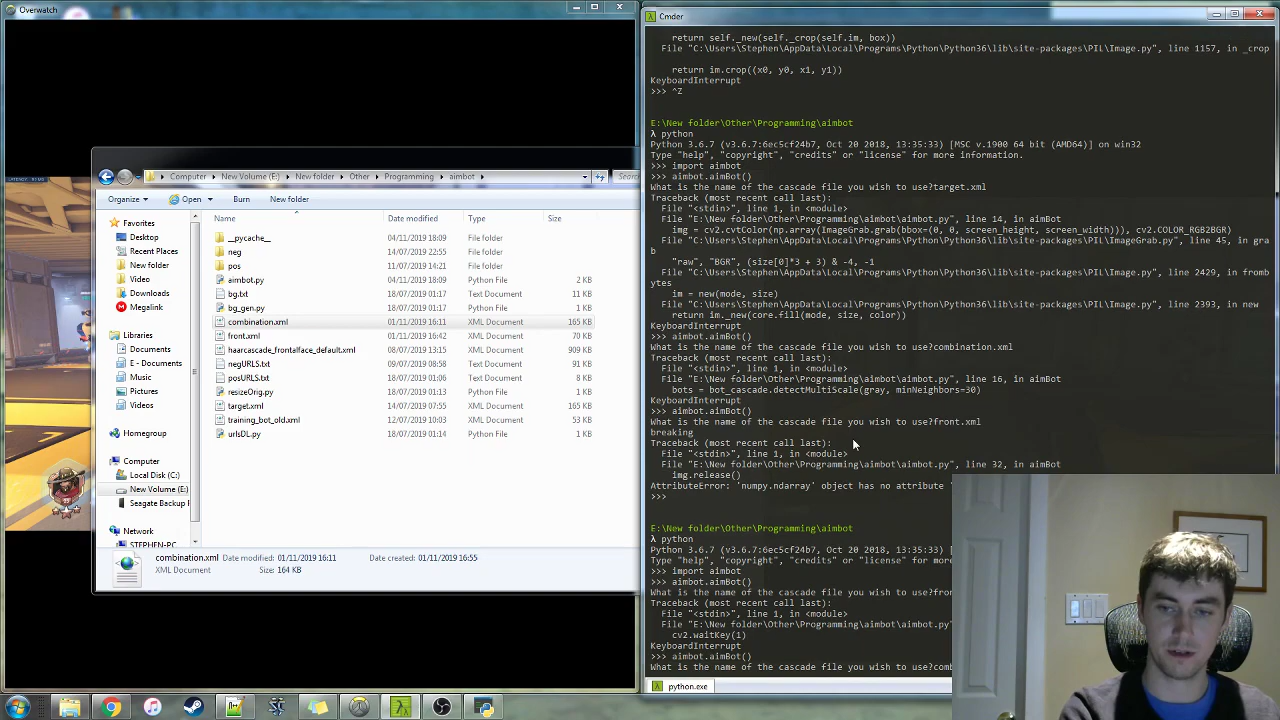 Overwatch
Computer
New Volume (E:)
New folder
Other
Programming
aimbot
Organize
Open
Burn
New folder
Name
Date modified
Type
Size
Favorites
Desktop
Recent Places
New folder
Video
Downloads
Megalink
Libraries
Documents
E - Documents
Music
Pictures
Videos
Homegroup
Computer
Local Disk (C:)
New Volume (E:)
Seagate Backup
Network
STEPHEN-PC
__pycache__ 04/11/2019 18:09 File folder
neg 14/07/2019 22:55 File folder
pos 11/07/2019 14:21 File folder
aimbot.py 04/11/2019 18:09 Python File 1 KB
bg.txt 18/07/2019 01:17 Text Document 11 KB
bg_gen.py 18/07/2019 01:17 Python File 1 KB
combination.xml 01/11/2019 16:11 XML Document 165 KB
front.xml 01/11/2019 16:42 XML Document 70 KB
haarcascade_frontalface_default.xml 08/07/2019 13:15 XML Document 909 KB
negURLS.txt 09/07/2019 08:58 Text Document 91 KB
posURLS.txt 18/07/2019 01:06 Text Document 8 KB
resizeOrig.py 18/07/2019 01:13 Python File 1 KB
target.xml 14/07/2019 07:55 XML Document 165 KB
training_bot_old.xml 14/07/2019 00:27 XML Document 53 KB
urlsDL.py 18/07/2019 01:14 Python File 1 KB
combination.xml Date modified: 01/11/2019 16:11 Date created: 01/11/2019 16:55
XML Document Size: 164 KB
Cmder
return self._new(self._crop(self.im, box))
File "C:\Users\Stephen\AppData\Local\Programs\Python\Python36\lib\site-packages\PIL\Image.py", line 1157, in _crop
return im.crop((x0, y0, x1, y1))
KeyboardInterrupt
>>> ^Z
E:\New folder\Other\Programming\aimbot
λ python
Python 3.6.7 (v3.6.7:6ec5cf24b7, Oct 20 2018, 13:35:33) [MSC v.1900 64 bit (AMD64)] on win32
Type "help", "copyright", "credits" or "license" for more information.
>>> import aimbot
>>> aimbot.aimBot()
What is the name of the cascade file you wish to use?target.xml
Traceback (most recent call last):
File "<stdin>", line 1, in <module>
File "E:\New folder\Other\Programming\aimbot\aimbot.py", line 14, in aimBot
img = cv2.cvtColor(np.array(ImageGrab.grab(bbox=(0, 0, screen_height, screen_width))), cv2.COLOR_RGB2BGR)
File "C:\Users\Stephen\AppData\Local\Programs\Python\Python36\lib\site-packages\PIL\ImageGrab.py", line 45, in gra
b
"raw", "BGR", (size[0]*3 + 3) & -4, -1
File "C:\Users\Stephen\AppData\Local\Programs\Python\Python36\lib\site-packages\PIL\Image.py", line 2429, in fromb
ytes
im = new(mode, size)
File "C:\Users\Stephen\AppData\Local\Programs\Python\Python36\lib\site-packages\PIL\Image.py", line 2393, in new
return im._new(core.fill(mode, size, color))
KeyboardInterrupt
>>> aimbot.aimBot()
What is the name of the cascade file you wish to use?combination.xml
Traceback (most recent call last):
File "<stdin>", line 1, in <module>
File "E:\New folder\Other\Programming\aimbot\aimbot.py", line 16, in aimBot
bots = bot_cascade.detectMultiScale(gray, minNeighbors=30)
KeyboardInterrupt
>>> aimbot.aimBot()
What is the name of the cascade file you wish to use?front.xml
breaking
Traceback (most recent call last):
File "<stdin>", line 1, in <module>
File "E:\New folder\Other\Programming\aimbot\aimbot.py", line 32, in aimBot
img.release()
AttributeError: 'numpy.ndarray' object has no attribute '
>>>
E:\New folder\Other\Programming\aimbot
λ python
Python 3.6.7 (v3.6.7:6ec5cf24b7, Oct 20 2018, 13:35:33)
Type "help", "copyright", "credits" or "license" for more
>>> import aimbot
>>> aimbot.aimBot()
What is the name of the cascade file you wish to use?fron
Traceback (most recent call last):
File "<stdin>", line 1, in <module>
File "E:\New folder\Other\Programming\aimbot\aimbot.py"
cv2.waitKey(1)
KeyboardInterrupt
>>> aimbot.aimBot()
What is the name of the cascade file you wish to use?com
python.exe